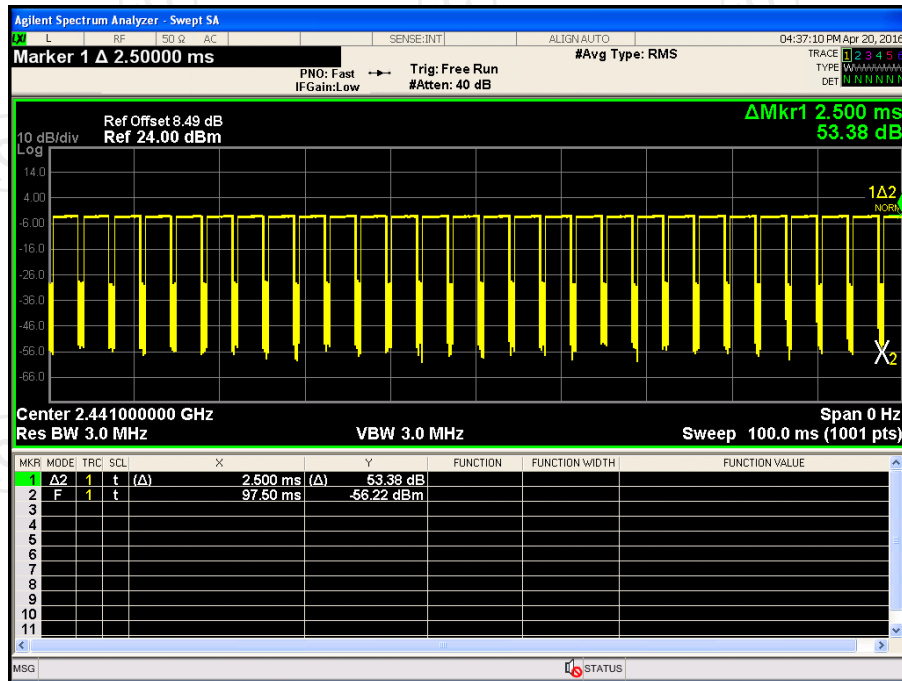 Agilent Spectrum Analyzer - Swept SA
LXI L RF 50 Ω AC SENSE:INT ALIGN AUTO 04:37:10 PM Apr 20, 2016
Marker 1 Δ 2.50000 ms #Avg Type: RMS TRACE 1 2 3 4 5 6
PNO: Fast Trig: Free Run TYPE
IFGain:Low #Atten: 40 dB DET N N N N N N
ΔMkr1 2.500 ms
53.38 dB
Ref Offset 8.49 dB
10 dB/div Ref 24.00 dBm
Log
14.0
4.00
1Δ2
NORM
-6.00
-16.0
-26.0
-36.0
-46.0
-56.0
X2
-66.0
Center 2.441000000 GHz Span 0 Hz
Res BW 3.0 MHz VBW 3.0 MHz Sweep 100.0 ms (1001 pts)
MKR MODE TRC SCL X Y FUNCTION FUNCTION WIDTH FUNCTION VALUE
1 Δ2 1 t (Δ) 2.500 ms (Δ) 53.38 dB
2 F 1 t 97.50 ms -56.22 dBm
3
4
5
6
7
8
9
10
11
MSG STATUS